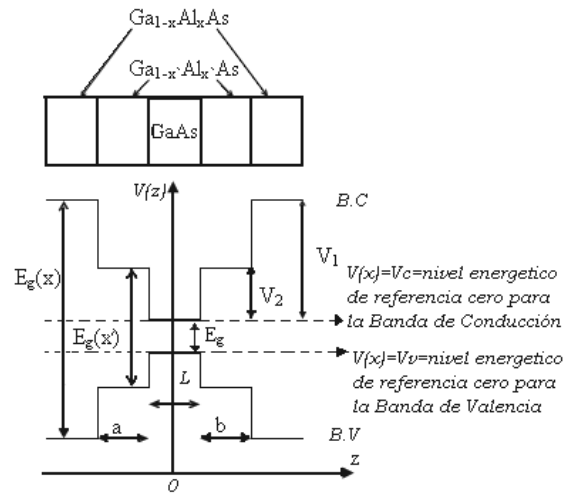 Ga1-xAlxAs
Ga1-x`Alx`As
GaAs
V(z)
B.C
V1
Eg(x)
V(x)=Vc=nivel energetico
de referencia cero para
la Banda de Conducción
V2
Eg(x')
Eg
V(x)=Vv=nivel energetico
de referencia cero para
la Banda de Valencia
L
a
b
B.V
z
0